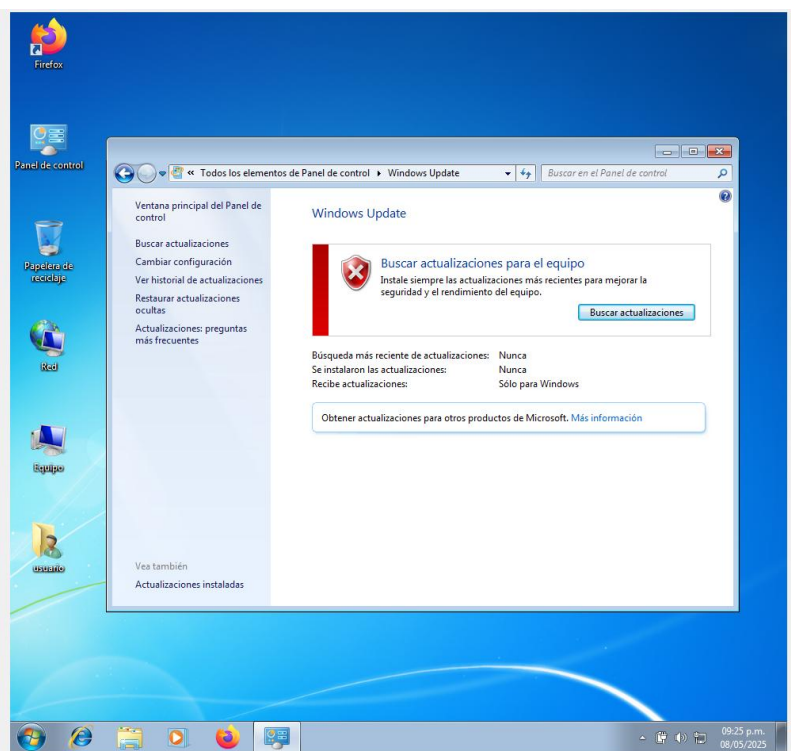 Firefox
Panel de control
Papelera de
reciclaje
Red
Equipo
usuario
« Todos los elementos de Panel de control ▸ Windows Update
Buscar en el Panel de control
Ventana principal del Panel de
control
Buscar actualizaciones
Cambiar configuración
Ver historial de actualizaciones
Restaurar actualizaciones
ocultas
Actualizaciones: preguntas
más frecuentes
Vea también
Actualizaciones instaladas
Windows Update
Buscar actualizaciones para el equipo
Instale siempre las actualizaciones más recientes para mejorar la
seguridad y el rendimiento del equipo.
Buscar actualizaciones
Búsqueda más reciente de actualizaciones: Nunca
Se instalaron las actualizaciones: Nunca
Recibe actualizaciones: Sólo para Windows
Obtener actualizaciones para otros productos de Microsoft. Más información
09:25 p.m.
08/05/2025